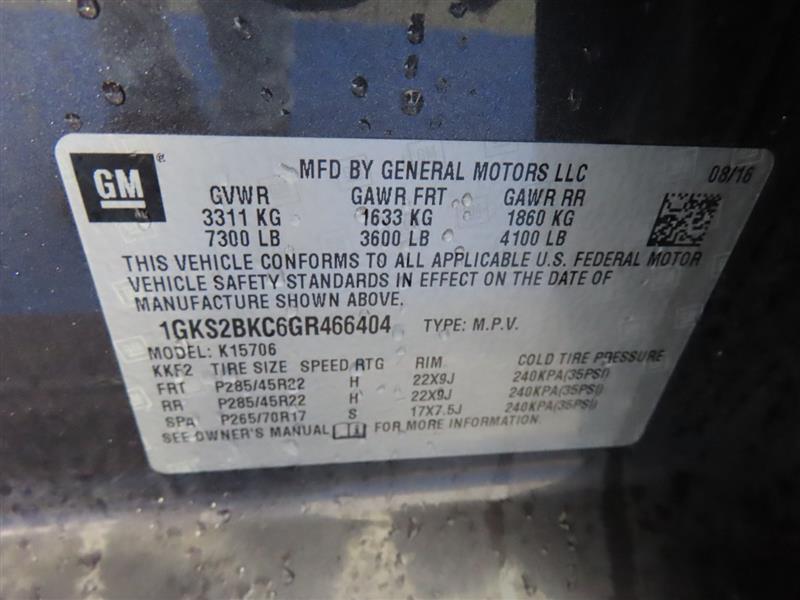 GM ®
MFD BY GENERAL MOTORS LLC 08/16
GVWR GAWR FRT GAWR RR
3311 KG 1633 KG 1860 KG
7300 LB 3600 LB 4100 LB
THIS VEHICLE CONFORMS TO ALL APPLICABLE U.S. FEDERAL MOTOR
VEHICLE SAFETY STANDARDS IN EFFECT ON THE DATE OF
MANUFACTURE SHOWN ABOVE.
1GKS2BKC6GR466404 TYPE: M.P.V.
MODEL: K15706
KKF2 TIRE SIZE SPEED RTG RIM COLD TIRE PRESSURE
FRT P285/45R22 H 22X9J 240KPA(35PSI)
RR P285/45R22 H 22X9J 240KPA(35PSI)
SPA P265/70R17 S 17X7.5J 240KPA(35PSI)
SEE OWNER'S MANUAL FOR MORE INFORMATION.